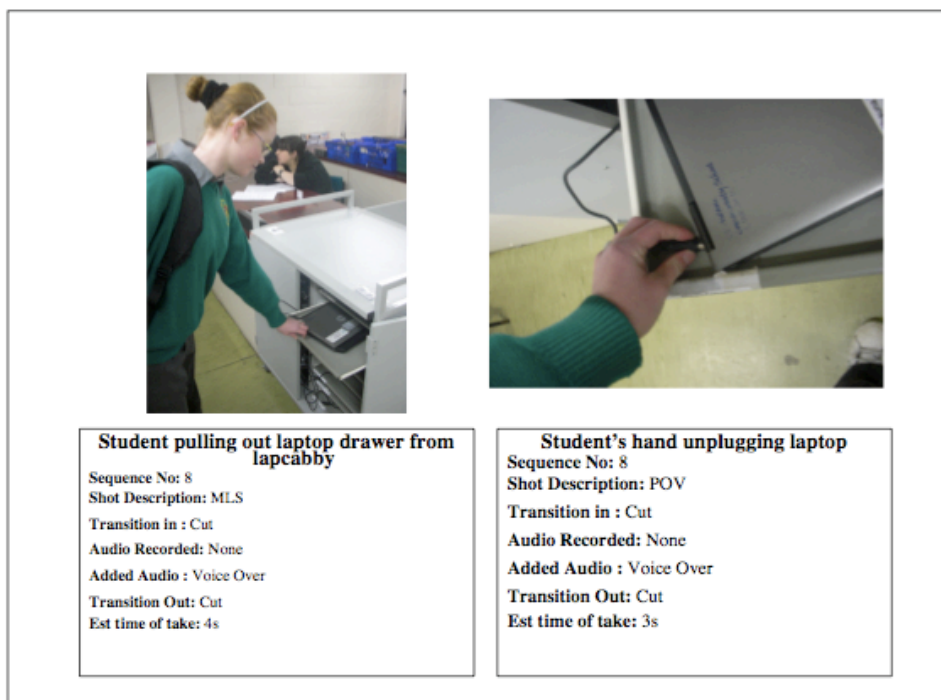 Student pulling out laptop drawer from
lapcabby
Sequence No: 8
Shot Description: MLS
Transition in : Cut
Audio Recorded: None
Added Audio : Voice Over
Transition Out: Cut
Est time of take: 4s
Student's hand unplugging laptop
Sequence No: 8
Shot Description: POV
Transition in : Cut
Audio Recorded: None
Added Audio : Voice Over
Transition Out: Cut
Est time of take: 3s